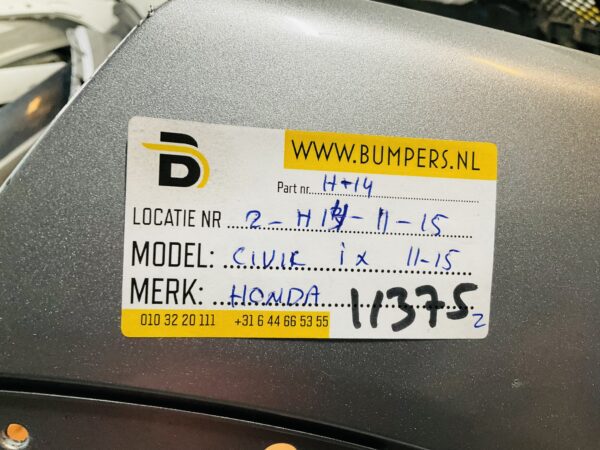 WWW.BUMPERS.NL
Part nr. H+14
LOCATIE NR 2-H14-11-15
MODEL: CIVIC ix 11-15
MERK: HONDA
11375 2
010 32 20 111 +31 6 44 66 53 55